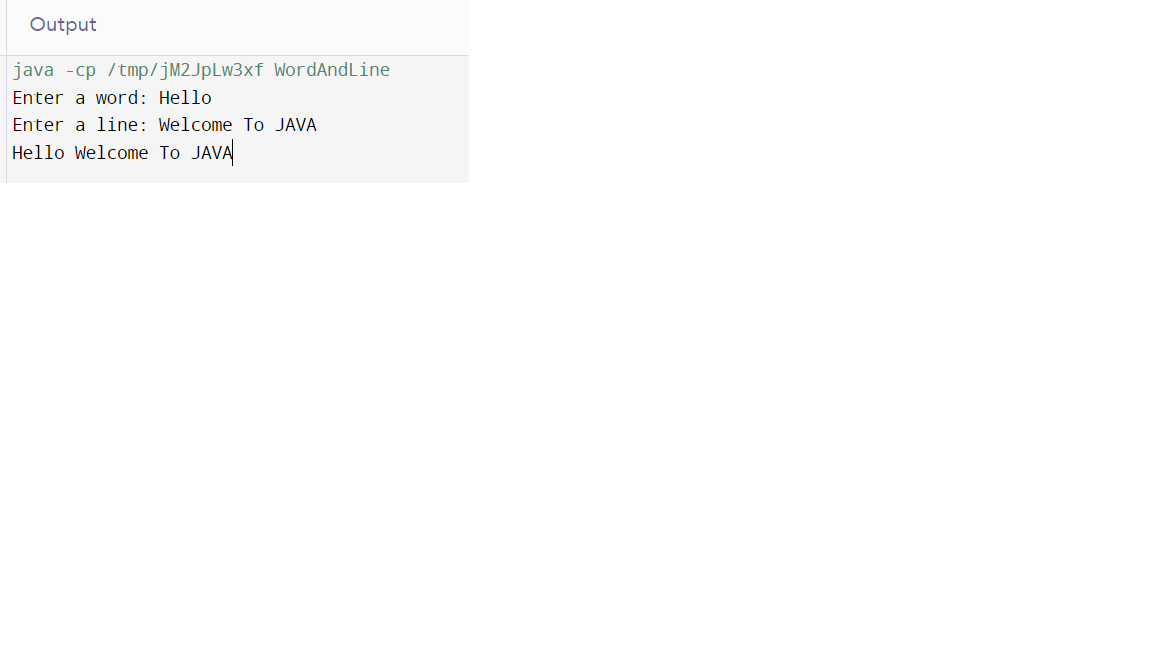 Output
java -cp /tmp/jM2JpLw3xf WordAndLine
Enter a word: Hello
Enter a line: Welcome To JAVA
Hello Welcome To JAVA